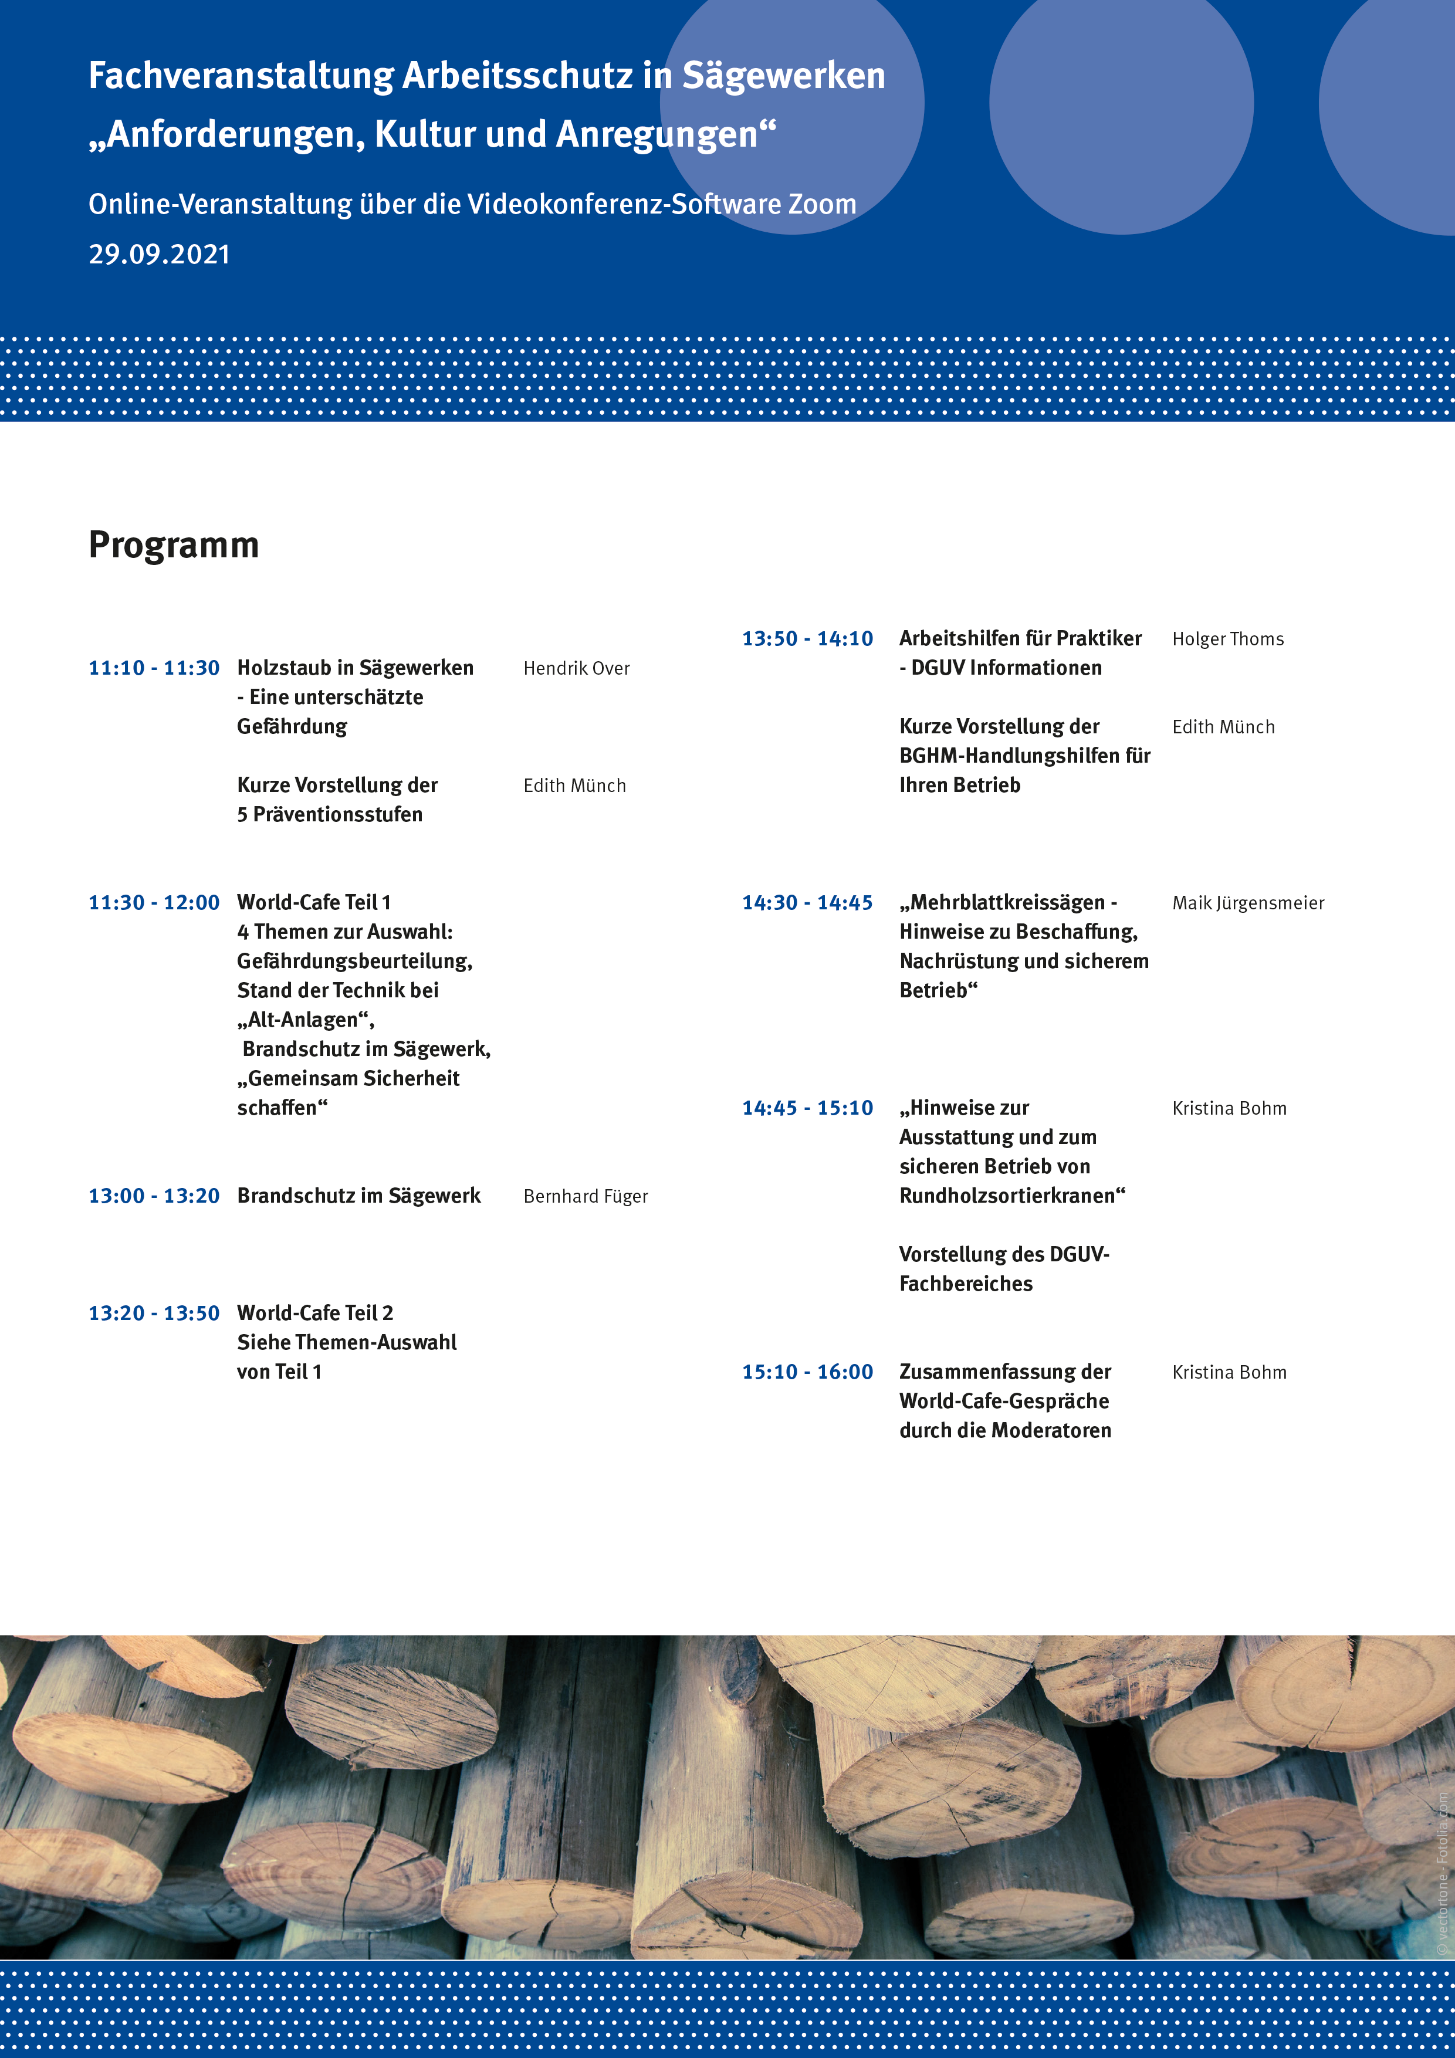 Fachveranstaltung Arbeitsschutz in Sägewerken
„Anforderungen, Kultur und Anregungen“
Online-Veranstaltung über die Videokonferenz-Software Zoom
29.09.2021
Programm
11:10 - 11:30 Holzstaub in Sägewerken Hendrik Over
- Eine unterschätzte
Gefährdung
Kurze Vorstellung der Edith Münch
5 Präventionsstufen
11:30 - 12:00 World-Cafe Teil 1
4 Themen zur Auswahl:
Gefährdungsbeurteilung,
Stand der Technik bei
„Alt-Anlagen“,
Brandschutz im Sägewerk,
„Gemeinsam Sicherheit
schaffen“
13:00 - 13:20 Brandschutz im Sägewerk Bernhard Füger
13:20 - 13:50 World-Cafe Teil 2
Siehe Themen-Auswahl
von Teil 1
13:50 - 14:10 Arbeitshilfen für Praktiker Holger Thoms
- DGUV Informationen
Kurze Vorstellung der Edith Münch
BGHM-Handlungshilfen für
Ihren Betrieb
14:30 - 14:45 „Mehrblattkreissägen - Maik Jürgensmeier
Hinweise zu Beschaffung,
Nachrüstung und sicherem
Betrieb“
14:45 - 15:10 „Hinweise zur Kristina Bohm
Ausstattung und zum
sicheren Betrieb von
Rundholzsortierkranen“
Vorstellung des DGUV-
Fachbereiches
15:10 - 16:00 Zusammenfassung der Kristina Bohm
World-Cafe-Gespräche
durch die Moderatoren
© vectortone - Fotolia.com